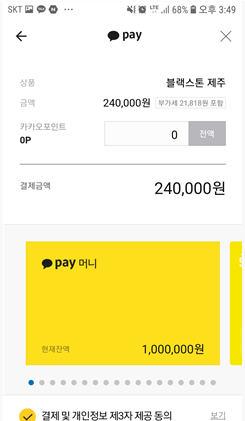 SKT 68% 오후 3:49
pay
상품 블랙스톤 제주
금액 240,000원 부가세 21,818원 포함
카카오포인트 0 전액
0P
결제금액 240,000원
pay 머니
현재잔액 1,000,000원
결제 및 개인정보 제3자 제공 동의 보기